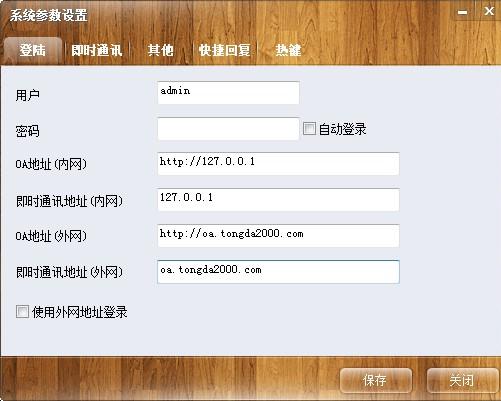 系统参数设置
登陆 即时通讯 其他 快捷回复 热键
用户 admin
密码 自动登录
OA地址(内网) http://127.0.0.1
即时通讯地址(内网) 127.0.0.1
OA地址(外网) http://oa.tongda2000.com
即时通讯地址(外网) oa.tongda2000.com
使用外网地址登录
保存 关闭